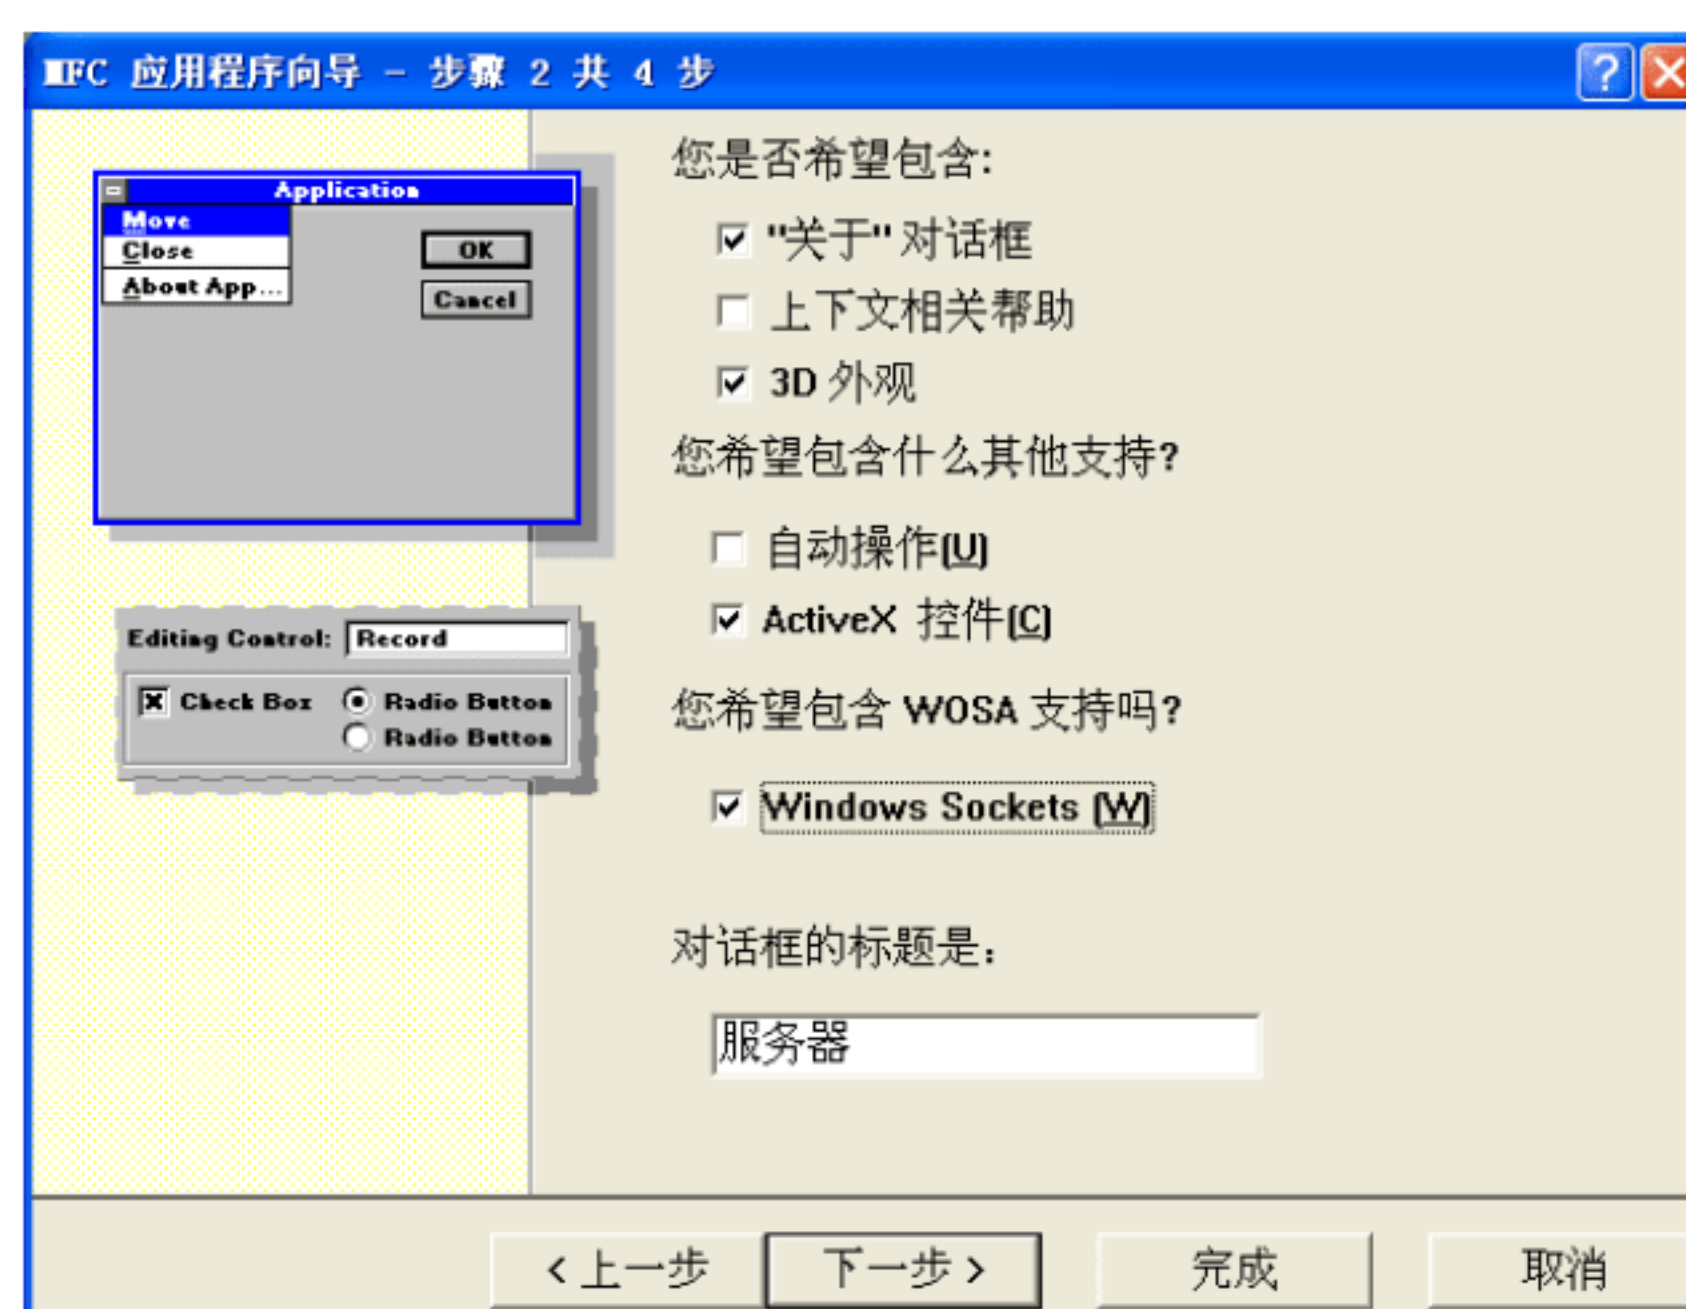 MFC 应用程序向导 - 步骤 2 共 4 步
Application
Move
Close
About App...
OK
Cancel
Editing Control: Record
Check Box
Radio Button
Radio Button
您是否希望包含:
"关于" 对话框
上下文相关帮助
3D 外观
您希望包含什么其他支持?
自动操作(U)
ActiveX 控件(C)
您希望包含 WOSA 支持吗?
Windows Sockets (W)
对话框的标题是:
服务器
< 上一步 下一步 > 完成 取消